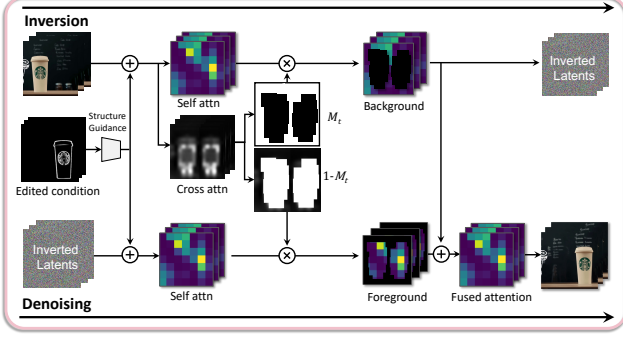 Inversion
Self attn
Background
Inverted
Latents
Structure
Guidance
Edited condition
Cross attn
M_t
1-M_t
Inverted
Latents
Self attn
Foreground
Fused attention
Denoising